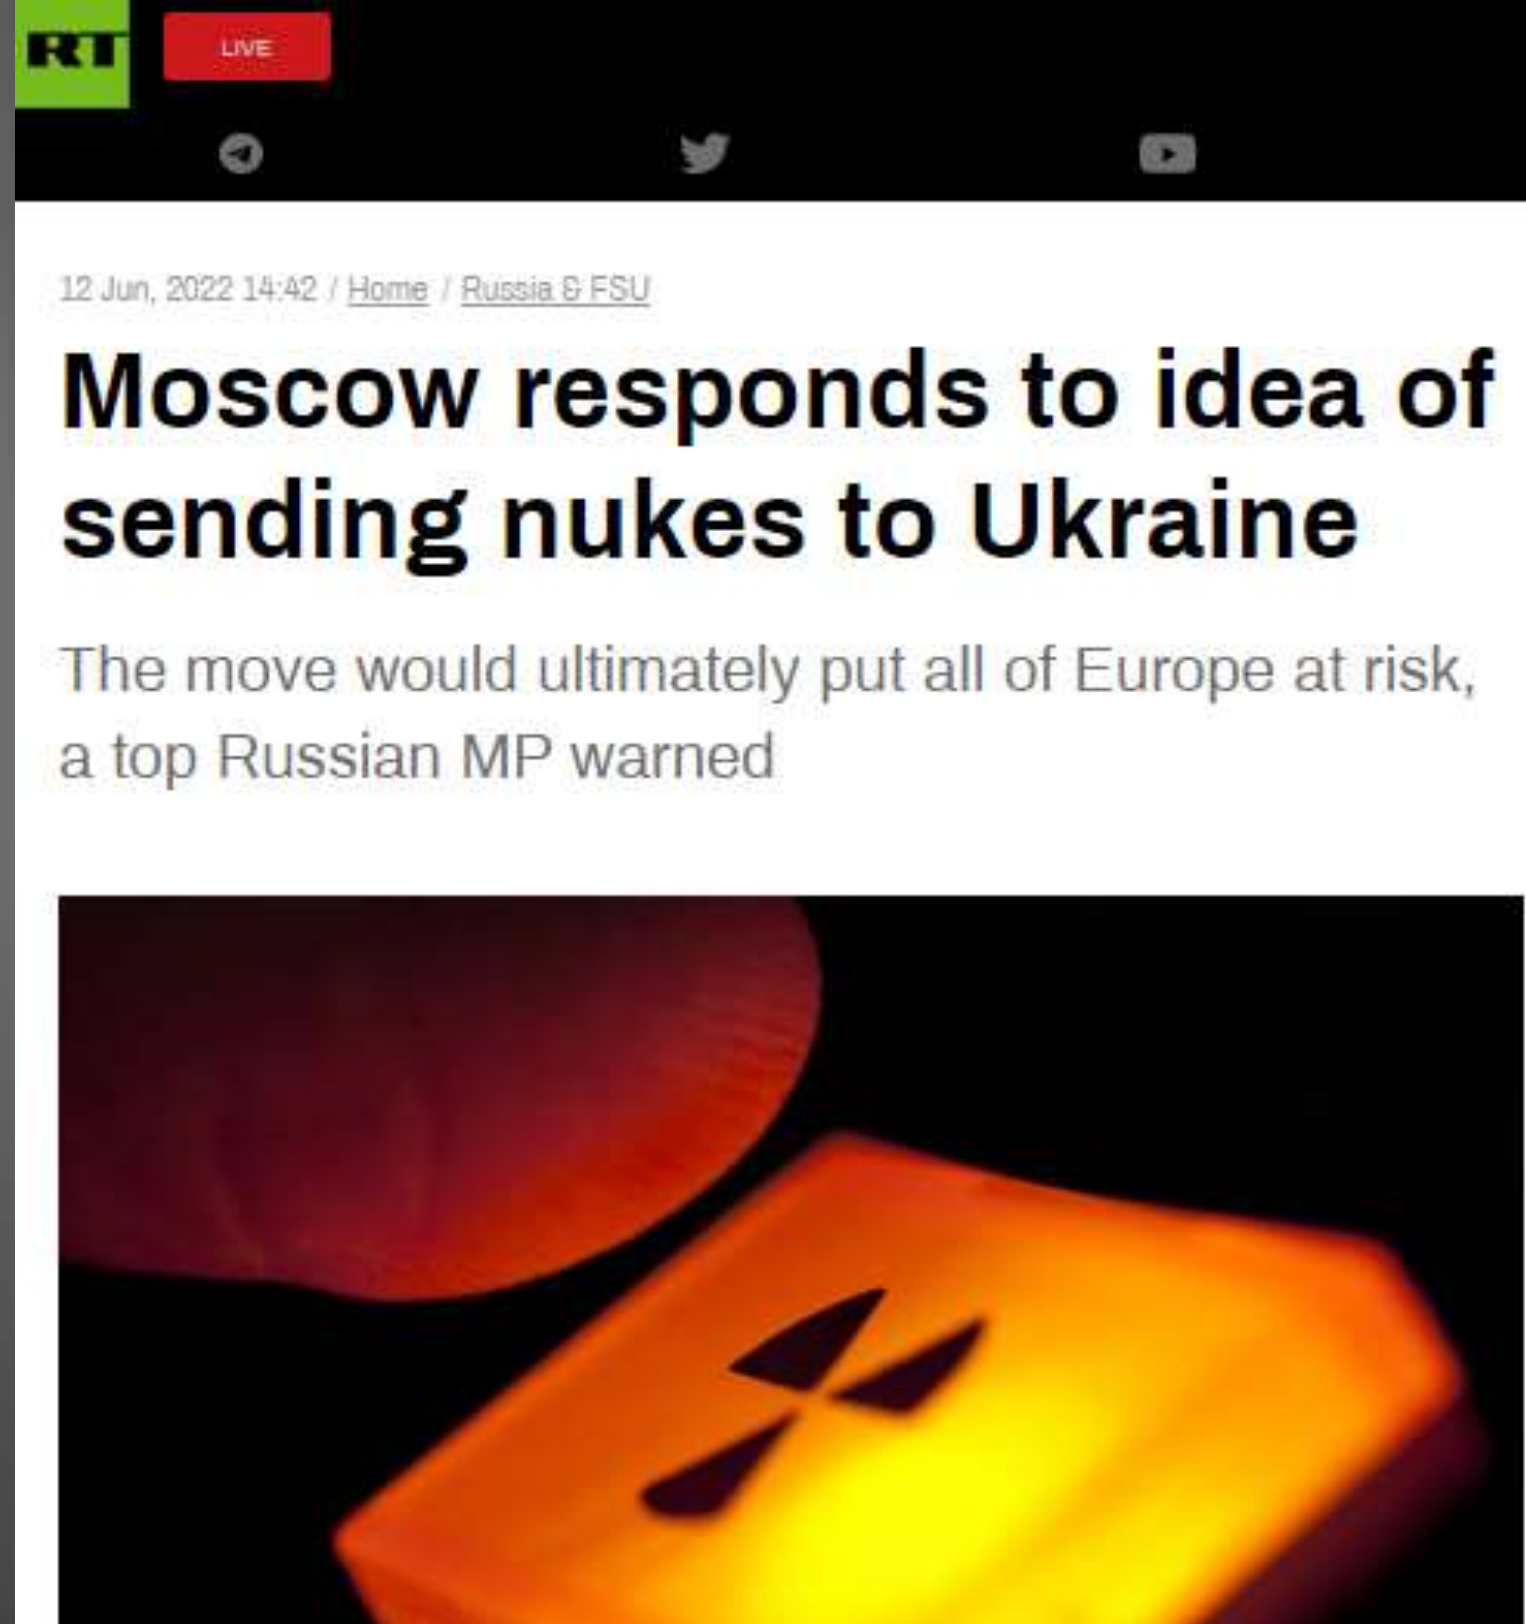 RT
LIVE
12 Jun, 2022 14:42 / Home / Russia & FSU
Moscow responds to idea of
sending nukes to Ukraine
The move would ultimately put all of Europe at risk,
a top Russian MP warned